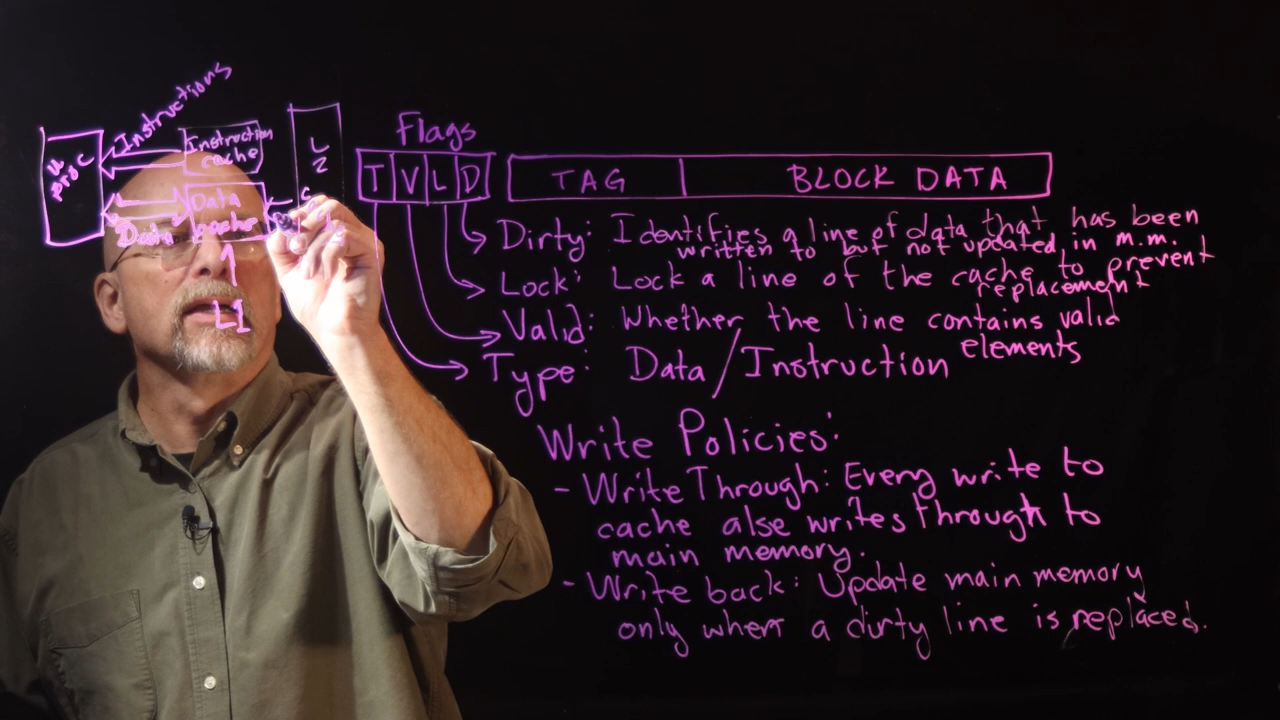 Instructions
μ proc
Instruction
cache
Data
cache
Data
L1
L
2
Flags
T V L D
TAG BLOCK DATA
Dirty: Identifies a line of data that has been
written to but not updated in m.m.
Lock: Lock a line of the cache to prevent
replacement
Valid: Whether the line contains valid
elements
Type: Data/Instruction
Write Policies:
- Write Through: Every write to
cache alse writes through to
main memory.
- Write back: Update main memory
only when a dirty line is replaced.